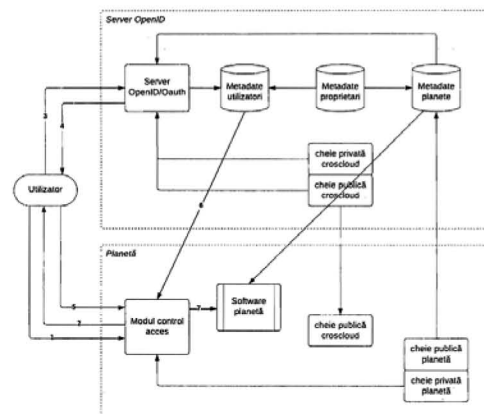 Server OpenID
Server
OpenID/Oauth
Metadate
utilizatori
Metadate
proprietari
Metadate
planete
3
4
cheie privată
croscloud
cheie publică
croscloud
Utilizator
6
Planetă
5
2
1
Modul control
acces
7
Software
planetă
cheie publică
croscloud
cheie publică
planetă
cheie privată
planetă